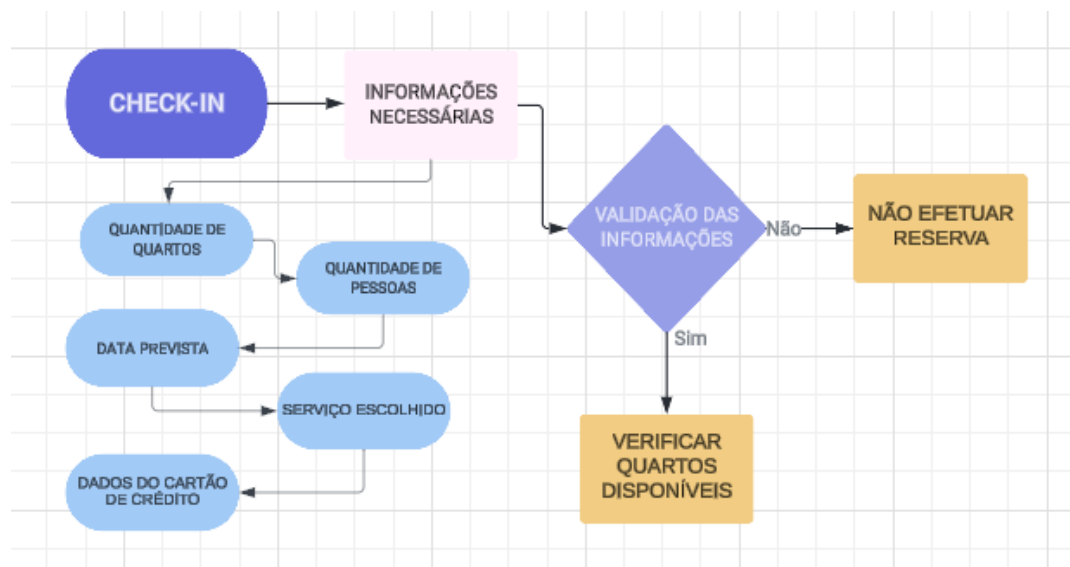 CHECK-IN
INFORMAÇÕES
NECESSÁRIAS
QUANTIDADE DE
QUARTOS
QUANTIDADE DE
PESSOAS
DATA PREVISTA
SERVIÇO ESCOLHIDO
DADOS DO CARTÃO
DE CRÉDITO
VALIDAÇÃO DAS
INFORMAÇÕES
Não
NÃO EFETUAR
RESERVA
Sim
VERIFICAR
QUARTOS
DISPONÍVEIS